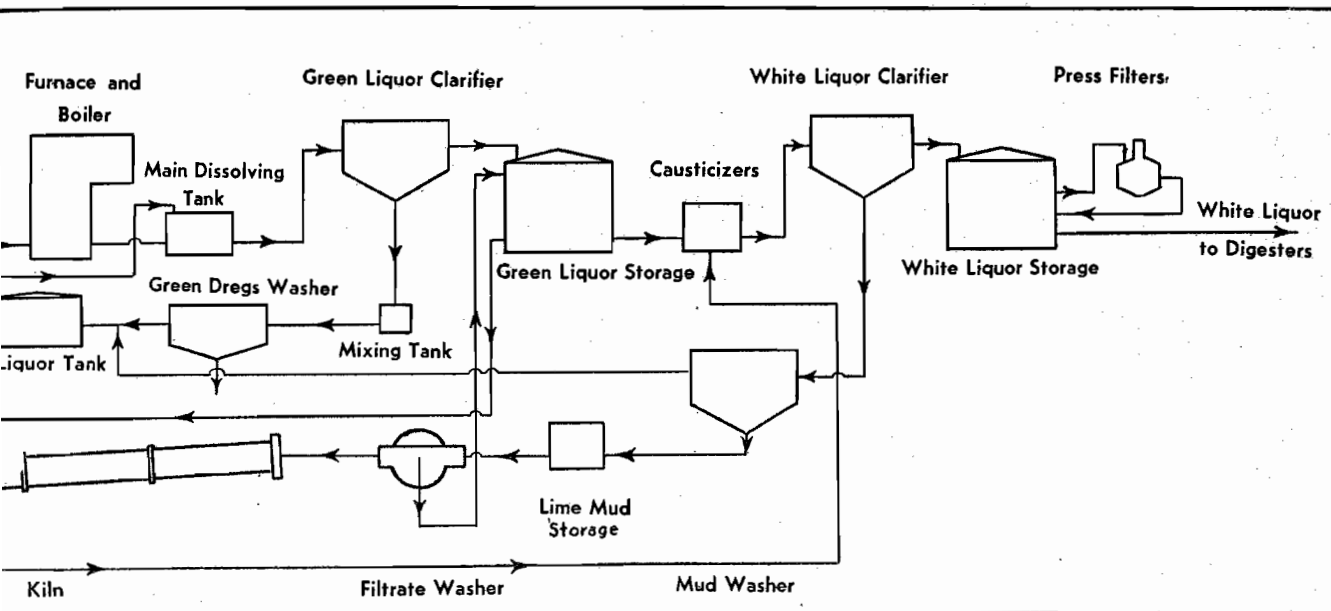 Furnace and
Boiler
Green Liquor Clarifier
White Liquor Clarifier
Press Filters
Main Dissolving
Tank
Causticizers
White Liquor
to Digesters
Green Liquor Storage
White Liquor Storage
Green Dregs Washer
Mixing Tank
Liquor Tank
Lime Mud
Storage
Kiln
Filtrate Washer
Mud Washer